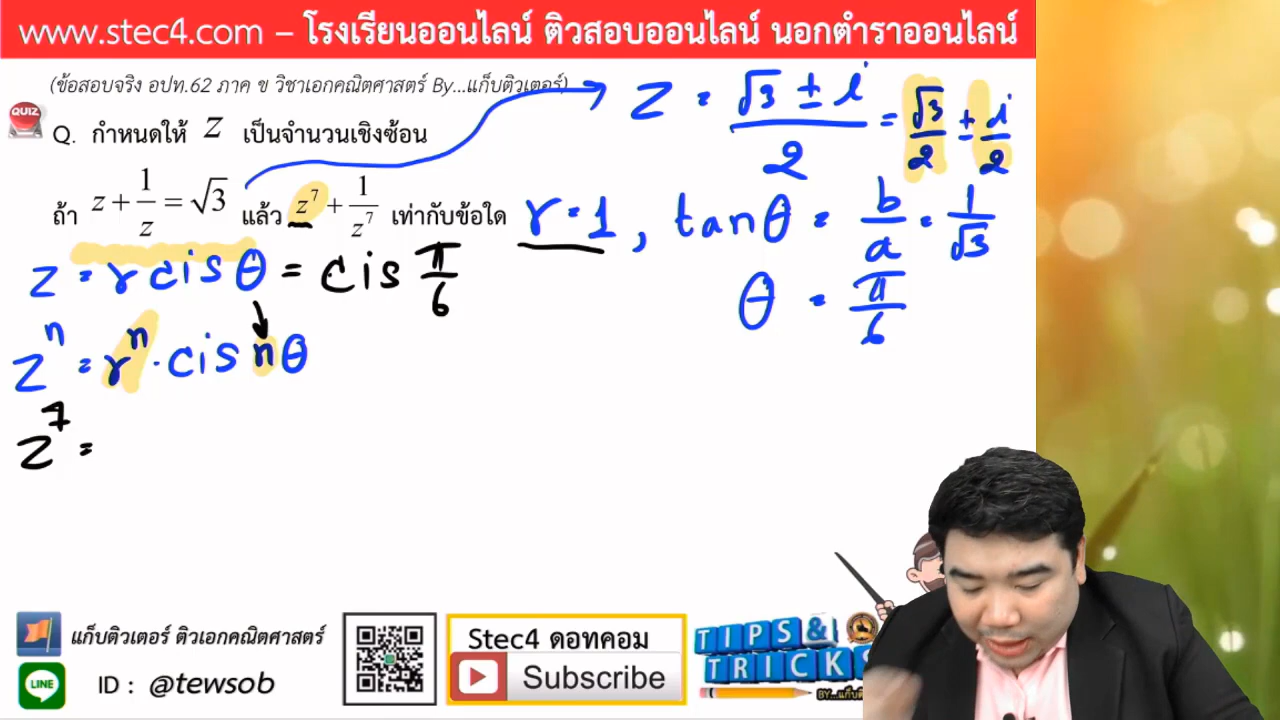 www.stec4.com – โรงเรียนออนไลน์ ติวสอบออนไลน์ นอกตำราออนไลน์
(ข้อสอบจริง อปท.62 ภาค ข วิชาเอกคณิตศาสตร์ By...แก็บติวเตอร์)
z = (√3 ± i)/2 = √3/2 ± i/2
QUIZ
Q. กำหนดให้ z เป็นจำนวนเชิงซ้อน
ถ้า z + 1/z = √3 แล้ว z⁷ + 1/z⁷ เท่ากับข้อใด
r = 1, tanθ = b/a = 1/√3
z = r cis θ = cis π/6
θ = π/6
zⁿ = rⁿ · cis nθ
z⁷ =
แก็บติวเตอร์ ติวเอกคณิตศาสตร์
LINE
ID : @tewsob
Stec4 ดอทคอม
Subscribe
TIPS &
TRICKS